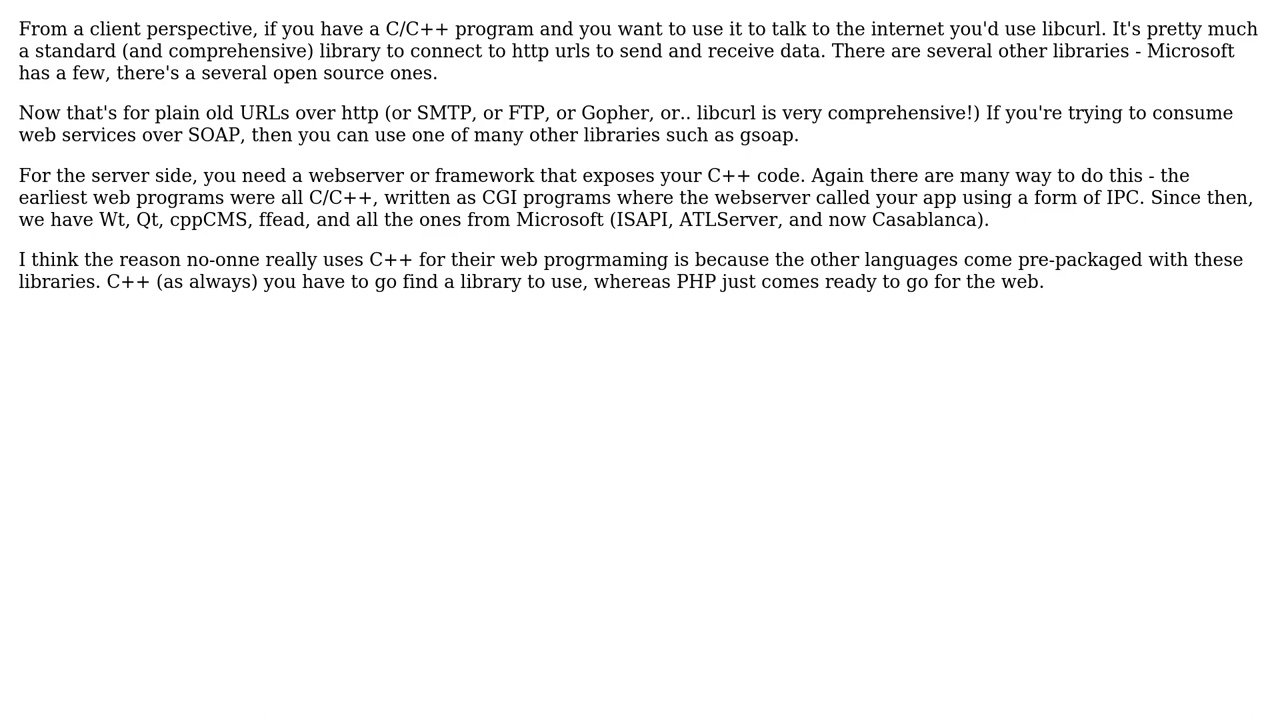 From a client perspective, if you have a C/C++ program and you want to use it to talk to the internet you'd use libcurl. It's pretty much
a standard (and comprehensive) library to connect to http urls to send and receive data. There are several other libraries - Microsoft
has a few, there's a several open source ones.
Now that's for plain old URLs over http (or SMTP, or FTP, or Gopher, or.. libcurl is very comprehensive!) If you're trying to consume
web services over SOAP, then you can use one of many other libraries such as gsoap.
For the server side, you need a webserver or framework that exposes your C++ code. Again there are many way to do this - the
earliest web programs were all C/C++, written as CGI programs where the webserver called your app using a form of IPC. Since then,
we have Wt, Qt, cppCMS, ffead, and all the ones from Microsoft (ISAPI, ATLServer, and now Casablanca).
I think the reason no-onne really uses C++ for their web progrmaming is because the other languages come pre-packaged with these
libraries. C++ (as always) you have to go find a library to use, whereas PHP just comes ready to go for the web.